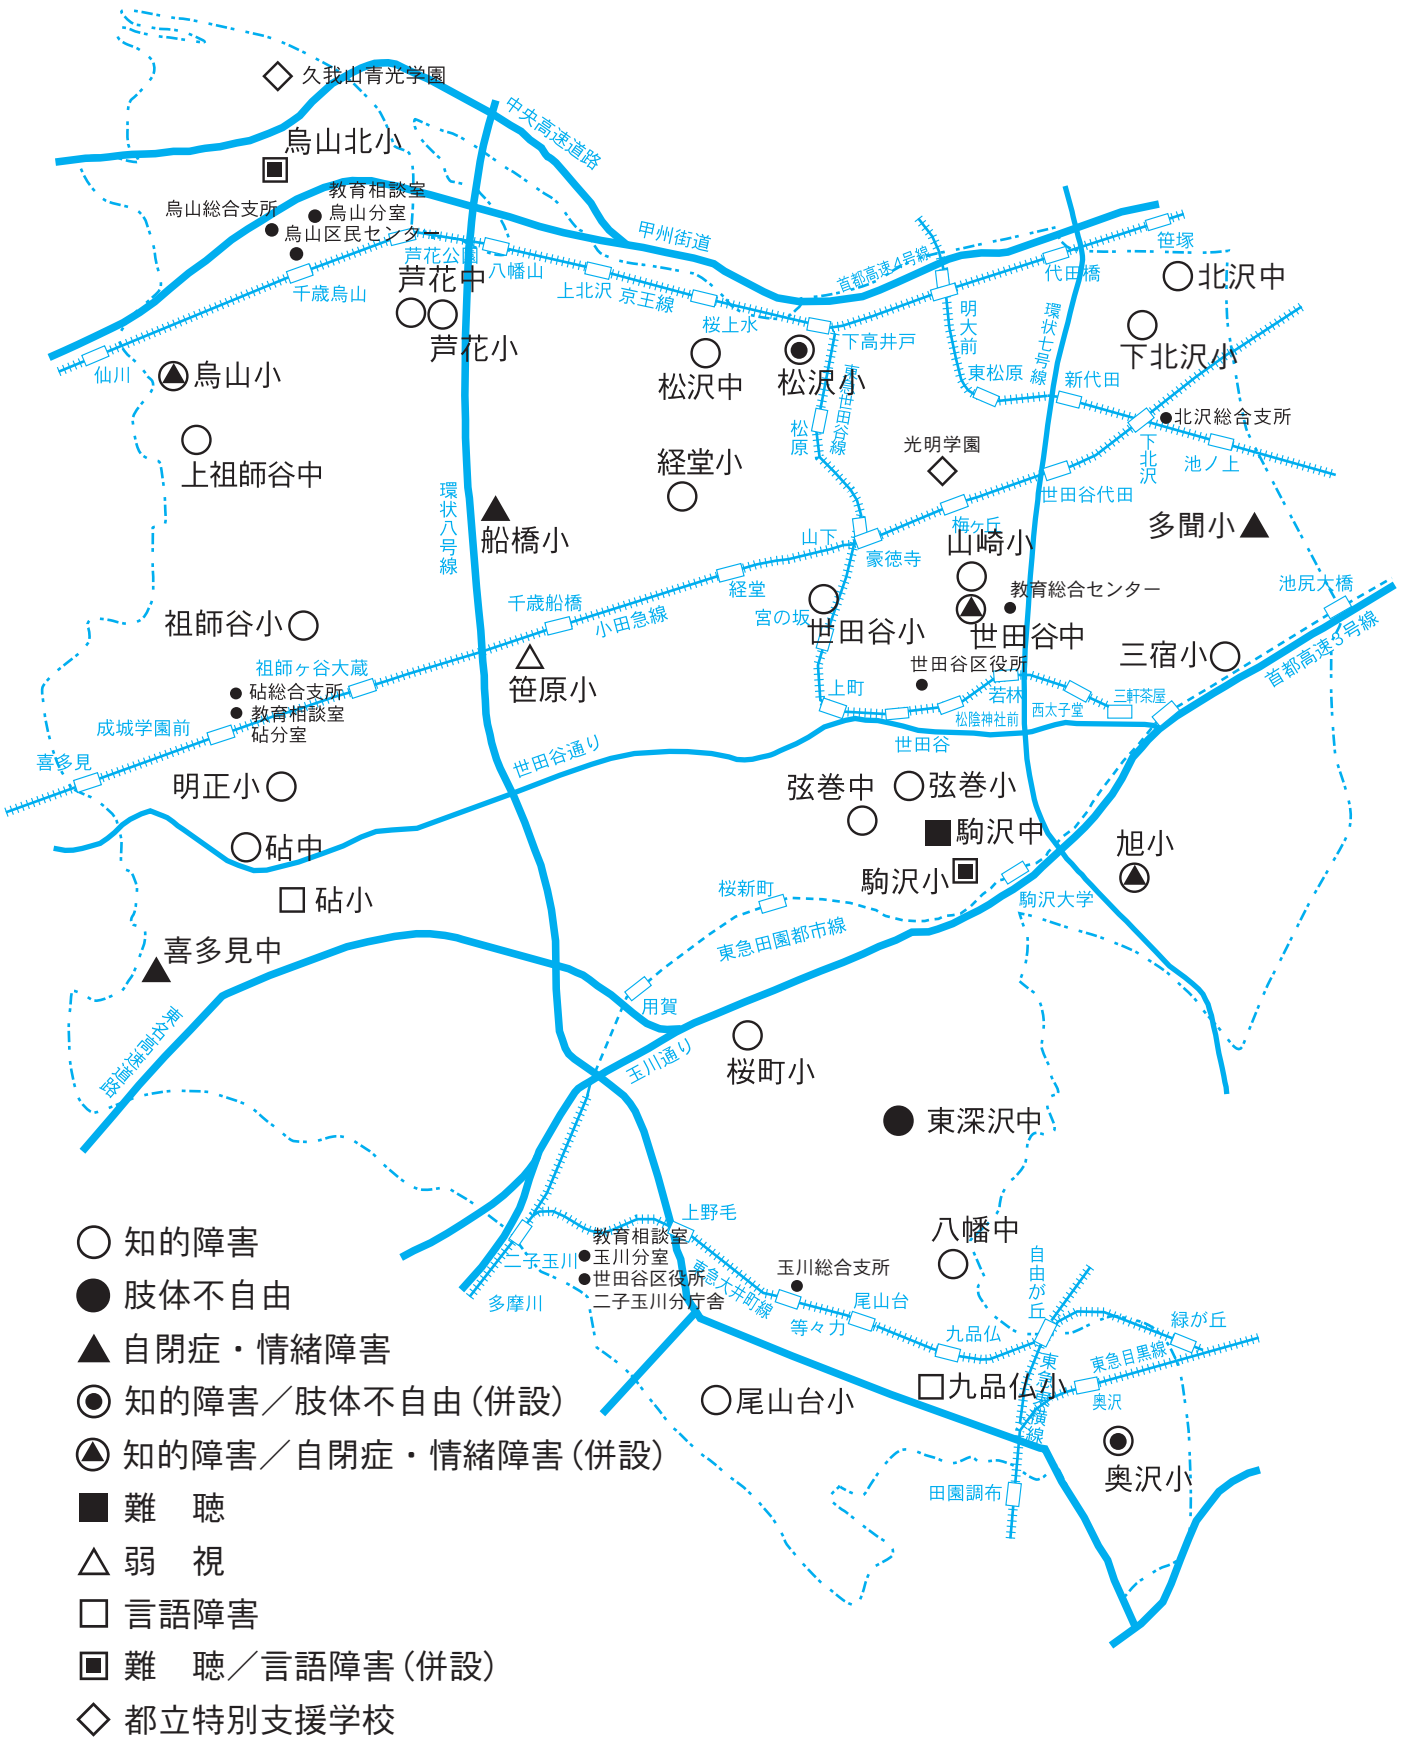 久我山青光学園
中央高速道路
烏山北小
教育相談室
烏山総合支所
烏山分室
烏山区民センター
甲州街道
芦花公園
八幡山
芦花中
千歳烏山
上北沢
京王線
首都高速4号線
笹塚
代田橋
北沢中
芦花小
桜上水
下高井戸
明大前
環状七号線
下北沢小
仙川
烏山小
松沢中
松沢小
東急世田谷線
東松原
新代田
上祖師谷中
経堂小
松原
光明学園
北沢総合支所
下北沢
池ノ上
環状八号線
世田谷代田
船橋小
山下
梅ヶ丘
山崎小
多聞小
豪徳寺
経堂
千歳船橋
小田急線
宮の坂
教育総合センター
池尻大橋
祖師谷小
世田谷小
世田谷中
三宿小
首都高速3号線
祖師ヶ谷大蔵
笹原小
世田谷区役所
砧総合支所
教育相談室
砧分室
上町
若林
松陰神社前
西太子堂
三軒茶屋
成城学園前
喜多見
世田谷通り
世田谷
明正小
弦巻中
弦巻小
砧中
駒沢中
旭小
駒沢小
砧小
桜新町
駒沢大学
東急田園都市線
喜多見中
用賀
東名高速道路
玉川通り
桜町小
東深沢中
上野毛
八幡中
知的障害
教育相談室
玉川分室
二子玉川
世田谷区役所
二子玉川分庁舎
玉川総合支所
自由が丘
肢体不自由
多摩川
東急大井町線
尾山台
等々力
九品仏
緑が丘
自閉症・情緒障害
東急目黒線
東急東横線
九品仏小
奥沢
知的障害／肢体不自由（併設）
尾山台小
知的障害／自閉症・情緒障害（併設）
奥沢小
田園調布
難　聴
弱　視
言語障害
難　聴／言語障害（併設）
都立特別支援学校